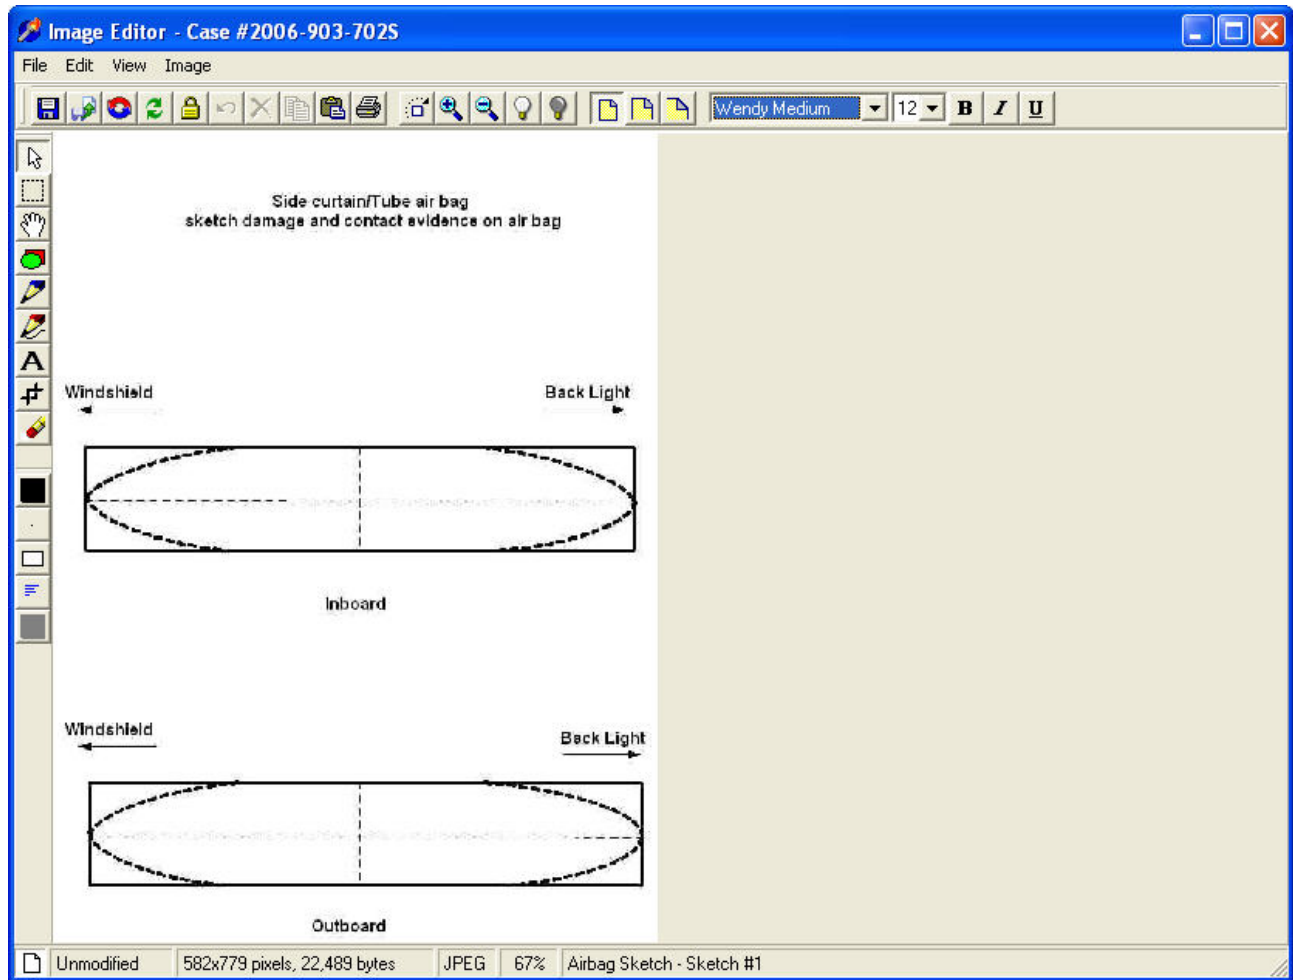 Image Editor - Case #2006-903-702S
File Edit View Image
Wendy Medium 12 B I U
A
Side curtain/Tube air bag
sketch damage and contact evidence on air bag
Windshield Back Light
Inboard
Windshield Back Light
Outboard
Unmodified 582x779 pixels, 22,489 bytes JPEG 67% Airbag Sketch - Sketch #1